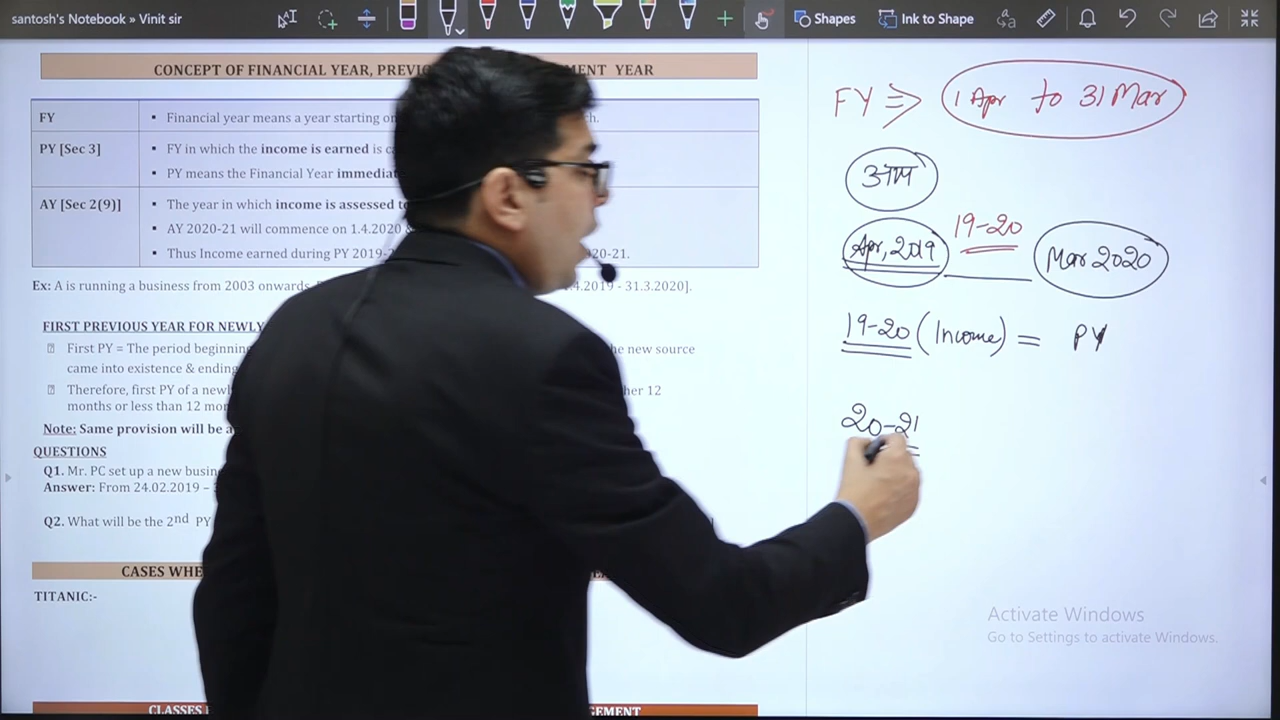 santosh's Notebook » Vinit sir
Shapes
Ink to Shape
CONCEPT OF FINANCIAL YEAR, MENT YEAR
FY
▪ Financial year means a year starting
PY [Sec 3]
▪ FY in which the income is earned is
▪ PY means the Financial Year
AY [Sec 2(9)]
▪ The year in which income is assessed
▪ AY 2020-21 will commence on 1.4.2020
▪ Thus Income earned during PY 2019- 20-21.
Ex: A is running a business from 2003 onwards 4.2019 - 31.3.2020].
FIRST PREVIOUS YEAR FOR NEWLY
First PY = The period beginning he new source
came into existence & ending
Therefore, first PY of a her 12
months or less than 12
Note: Same provision will be
QUESTIONS
Q1. Mr. PC set up a new
Answer: From 24.02.2019 –
Q2. What will be the 2nd PY
CASES
TITANIC:-
CLASSES GEMENT
FY ⇒ 1 Apr to 31 Mar
आय
Apr, 2019 19-20 Mar 2020
19-20 (Income) = PY
20-21
Activate Windows
Go to Settings to activate Windows.